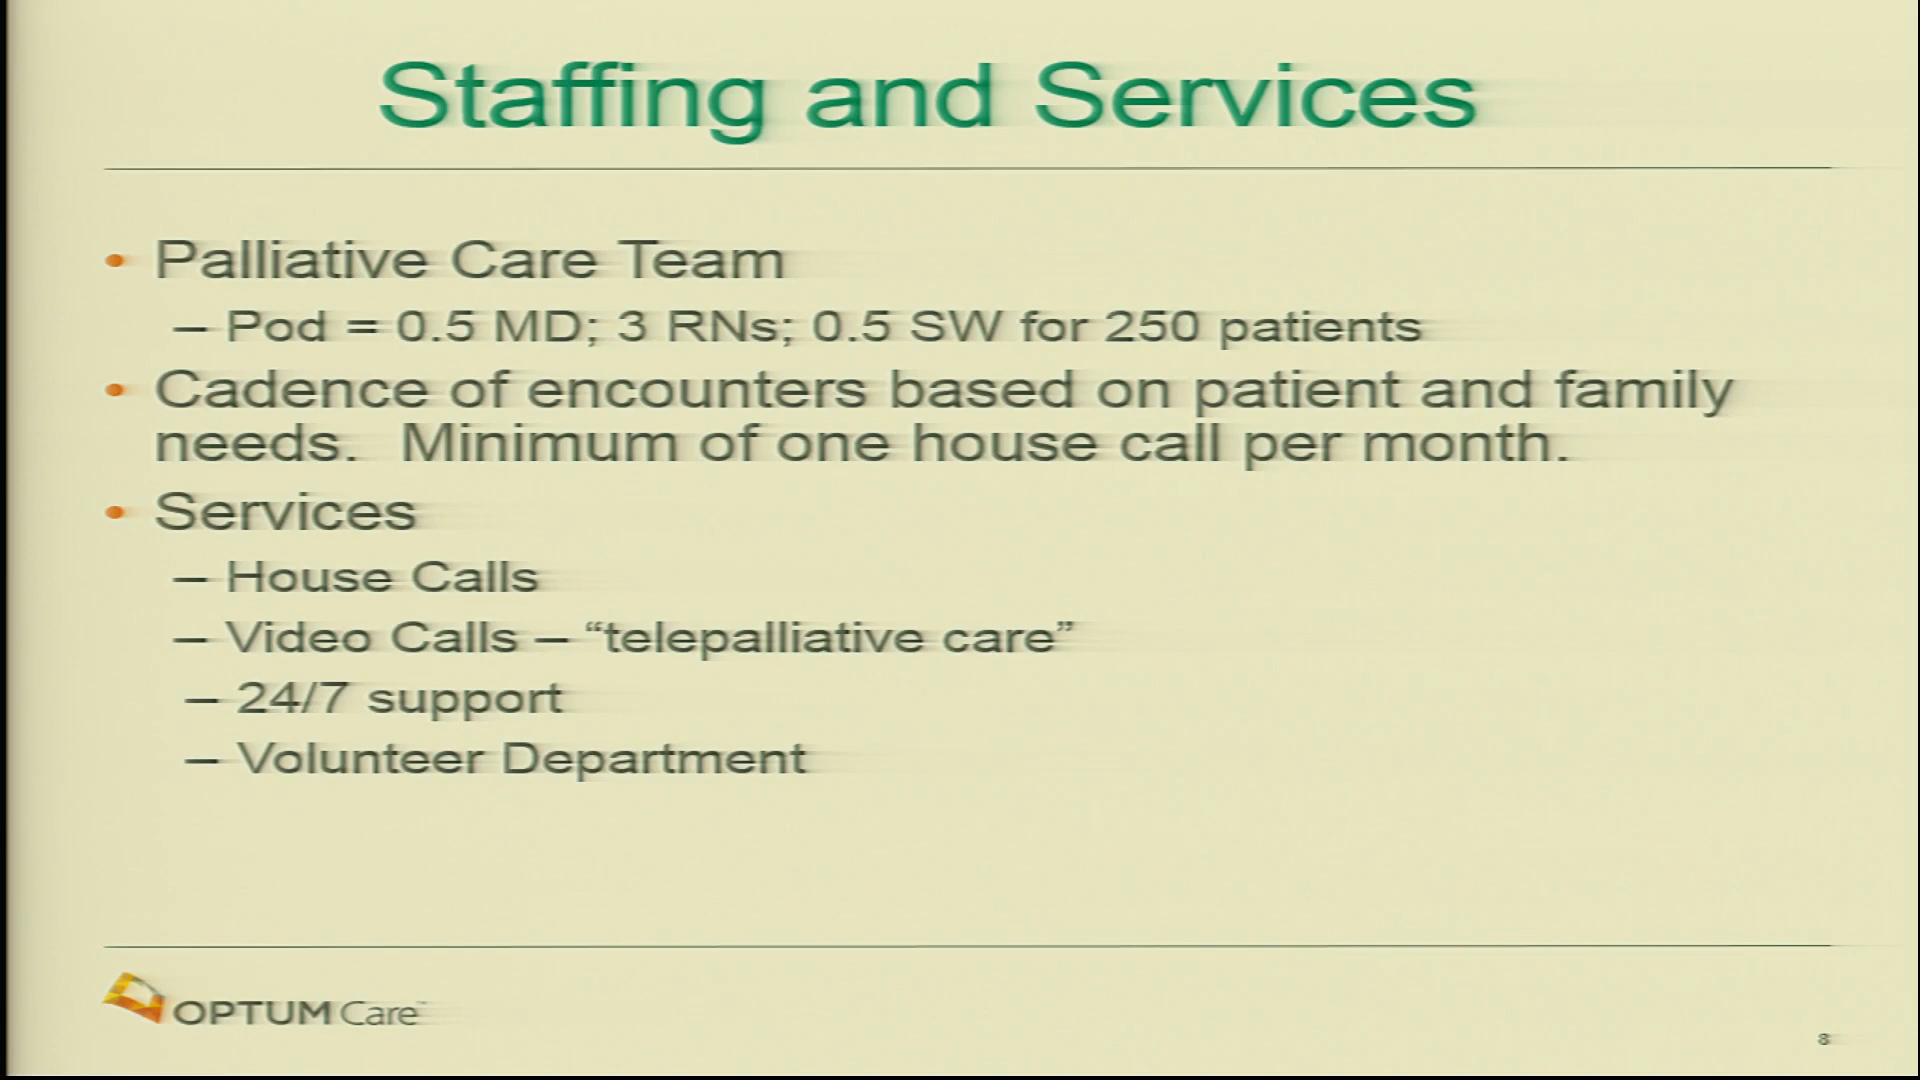 Staffing and Services
• Palliative Care Team
– Pod = 0.5 MD; 3 RNs; 0.5 SW for 250 patients
• Cadence of encounters based on patient and family
needs.  Minimum of one house call per month.
• Services
– House Calls
– Video Calls – “telepalliative care”
– 24/7 support
– Volunteer Department
OPTUM Care™
8